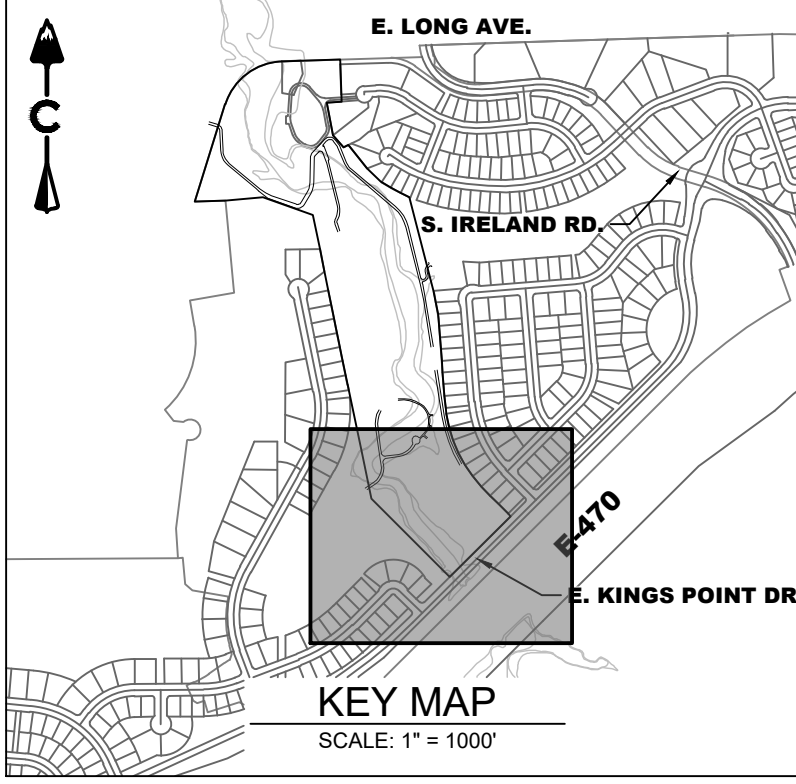 E. LONG AVE.
C
S. IRELAND RD.
E-470
E. KINGS POINT DR
KEY MAP
SCALE: 1" = 1000'